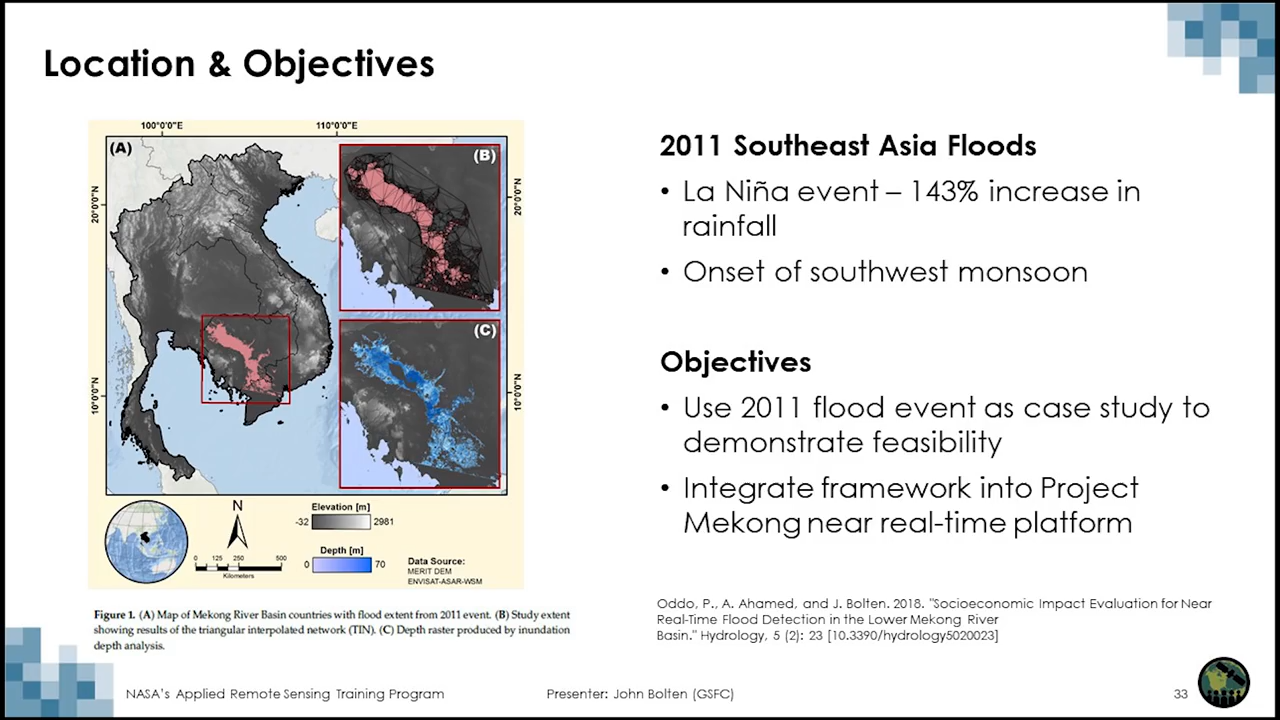 Location & Objectives
100°0'0"E
110°0'0"E
(A)
(B)
(C)
20°0'0"N
20°0'0"N
10°0'0"N
10°0'0"N
N
0 125 250 500
Kilometers
Elevation [m]
-32 2981
Depth [m]
0 70
Data Source:
MERIT DEM
ENVISAT-ASAR-WSM
Figure 1. (A) Map of Mekong River Basin countries with flood extent from 2011 event. (B) Study extent
showing results of the triangular interpolated network (TIN). (C) Depth raster produced by inundation
depth analysis.
2011 Southeast Asia Floods
• La Niña event – 143% increase in
rainfall
• Onset of southwest monsoon
Objectives
• Use 2011 flood event as case study to
demonstrate feasibility
• Integrate framework into Project
Mekong near real-time platform
Oddo, P., A. Ahamed, and J. Bolten. 2018. "Socioeconomic Impact Evaluation for Near
Real-Time Flood Detection in the Lower Mekong River
Basin." Hydrology, 5 (2): 23 [10.3390/hydrology5020023]
NASA's Applied Remote Sensing Training Program
Presenter: John Bolten (GSFC)
33